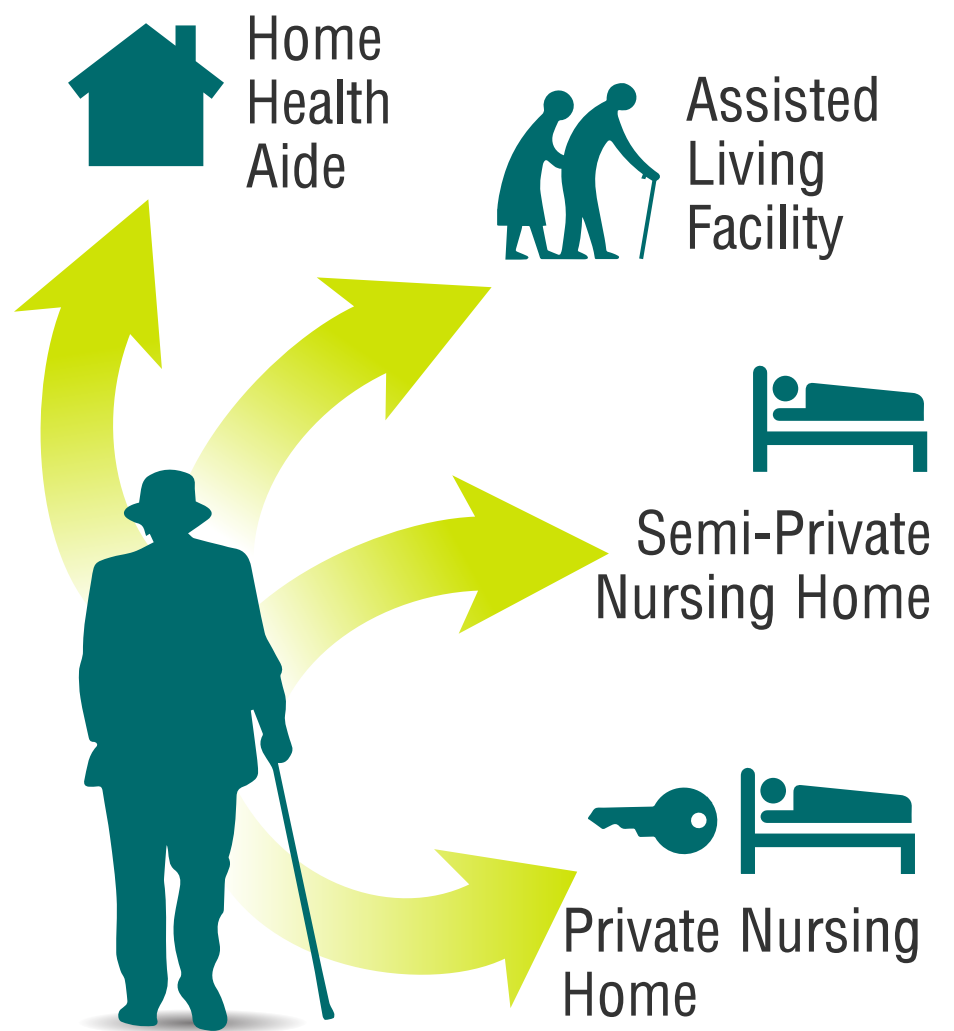 Home
Health
Aide
Assisted
Living
Facility
Semi-Private
Nursing Home
Private Nursing
Home